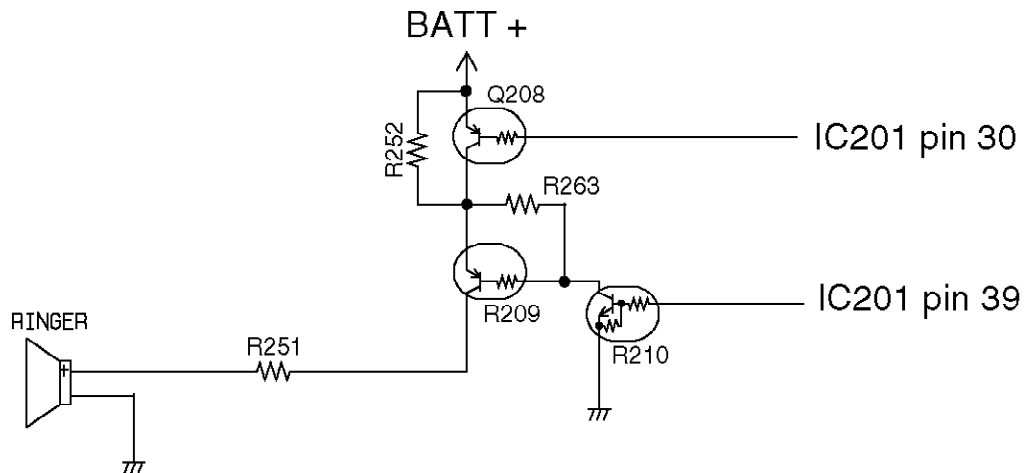 BATT +
Q208
R252
IC201 pin 30
R263
R209
IC201 pin 39
R210
RINGER
R251
+